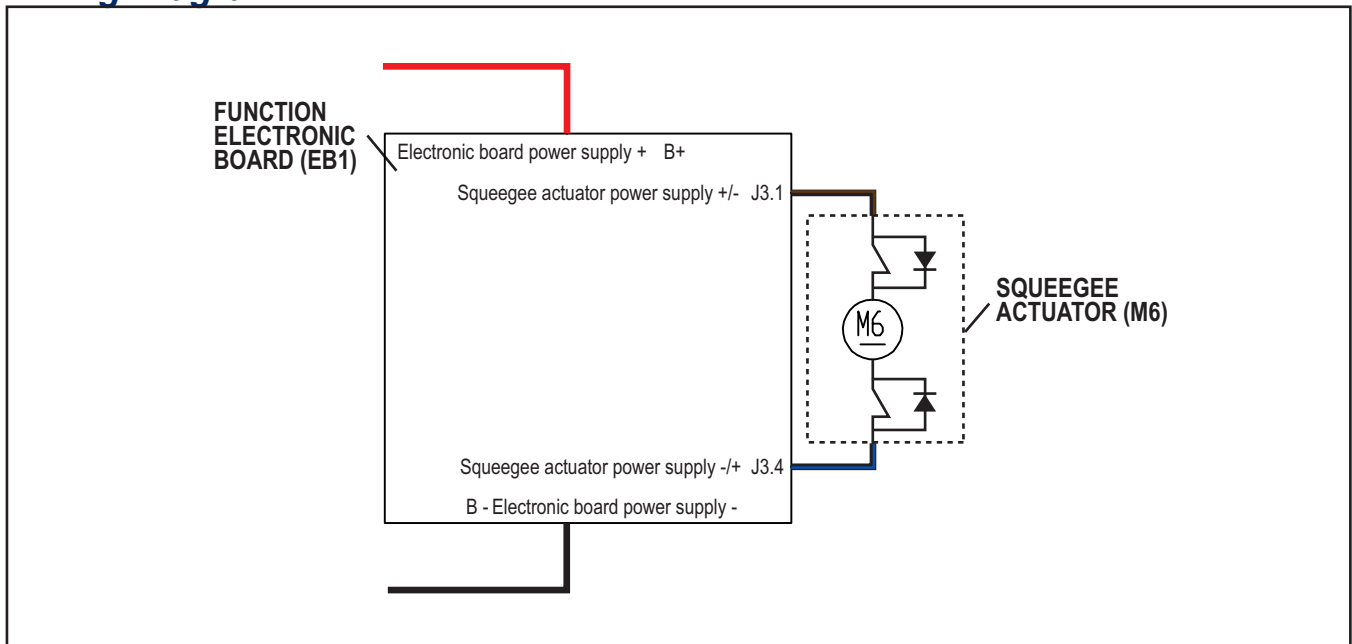 FUNCTION
ELECTRONIC
BOARD (EB1)
Electronic board power supply + B+
Squeegee actuator power supply +/- J3.1
SQUEEGEE
ACTUATOR (M6)
M6
Squeegee actuator power supply -/+ J3.4
B - Electronic board power supply -